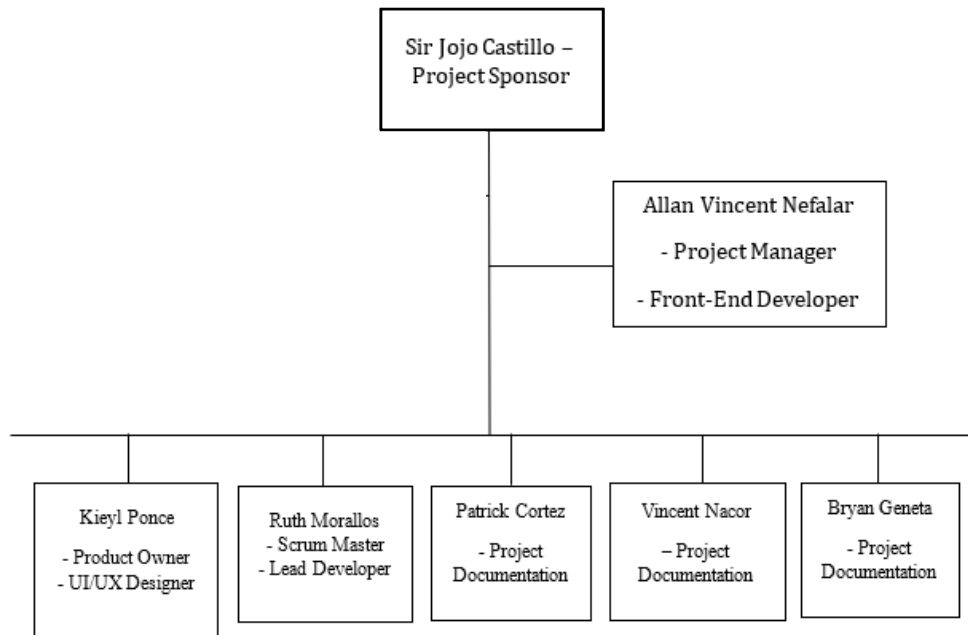 Sir Jojo Castillo –
Project Sponsor
Allan Vincent Nefalar
- Project Manager
- Front-End Developer
Kieyl Ponce
- Product Owner
- UI/UX Designer
Ruth Morallos
- Scrum Master
- Lead Developer
Patrick Cortez
- Project
Documentation
Vincent Nacor
– Project
Documentation
Bryan Geneta
- Project
Documentation